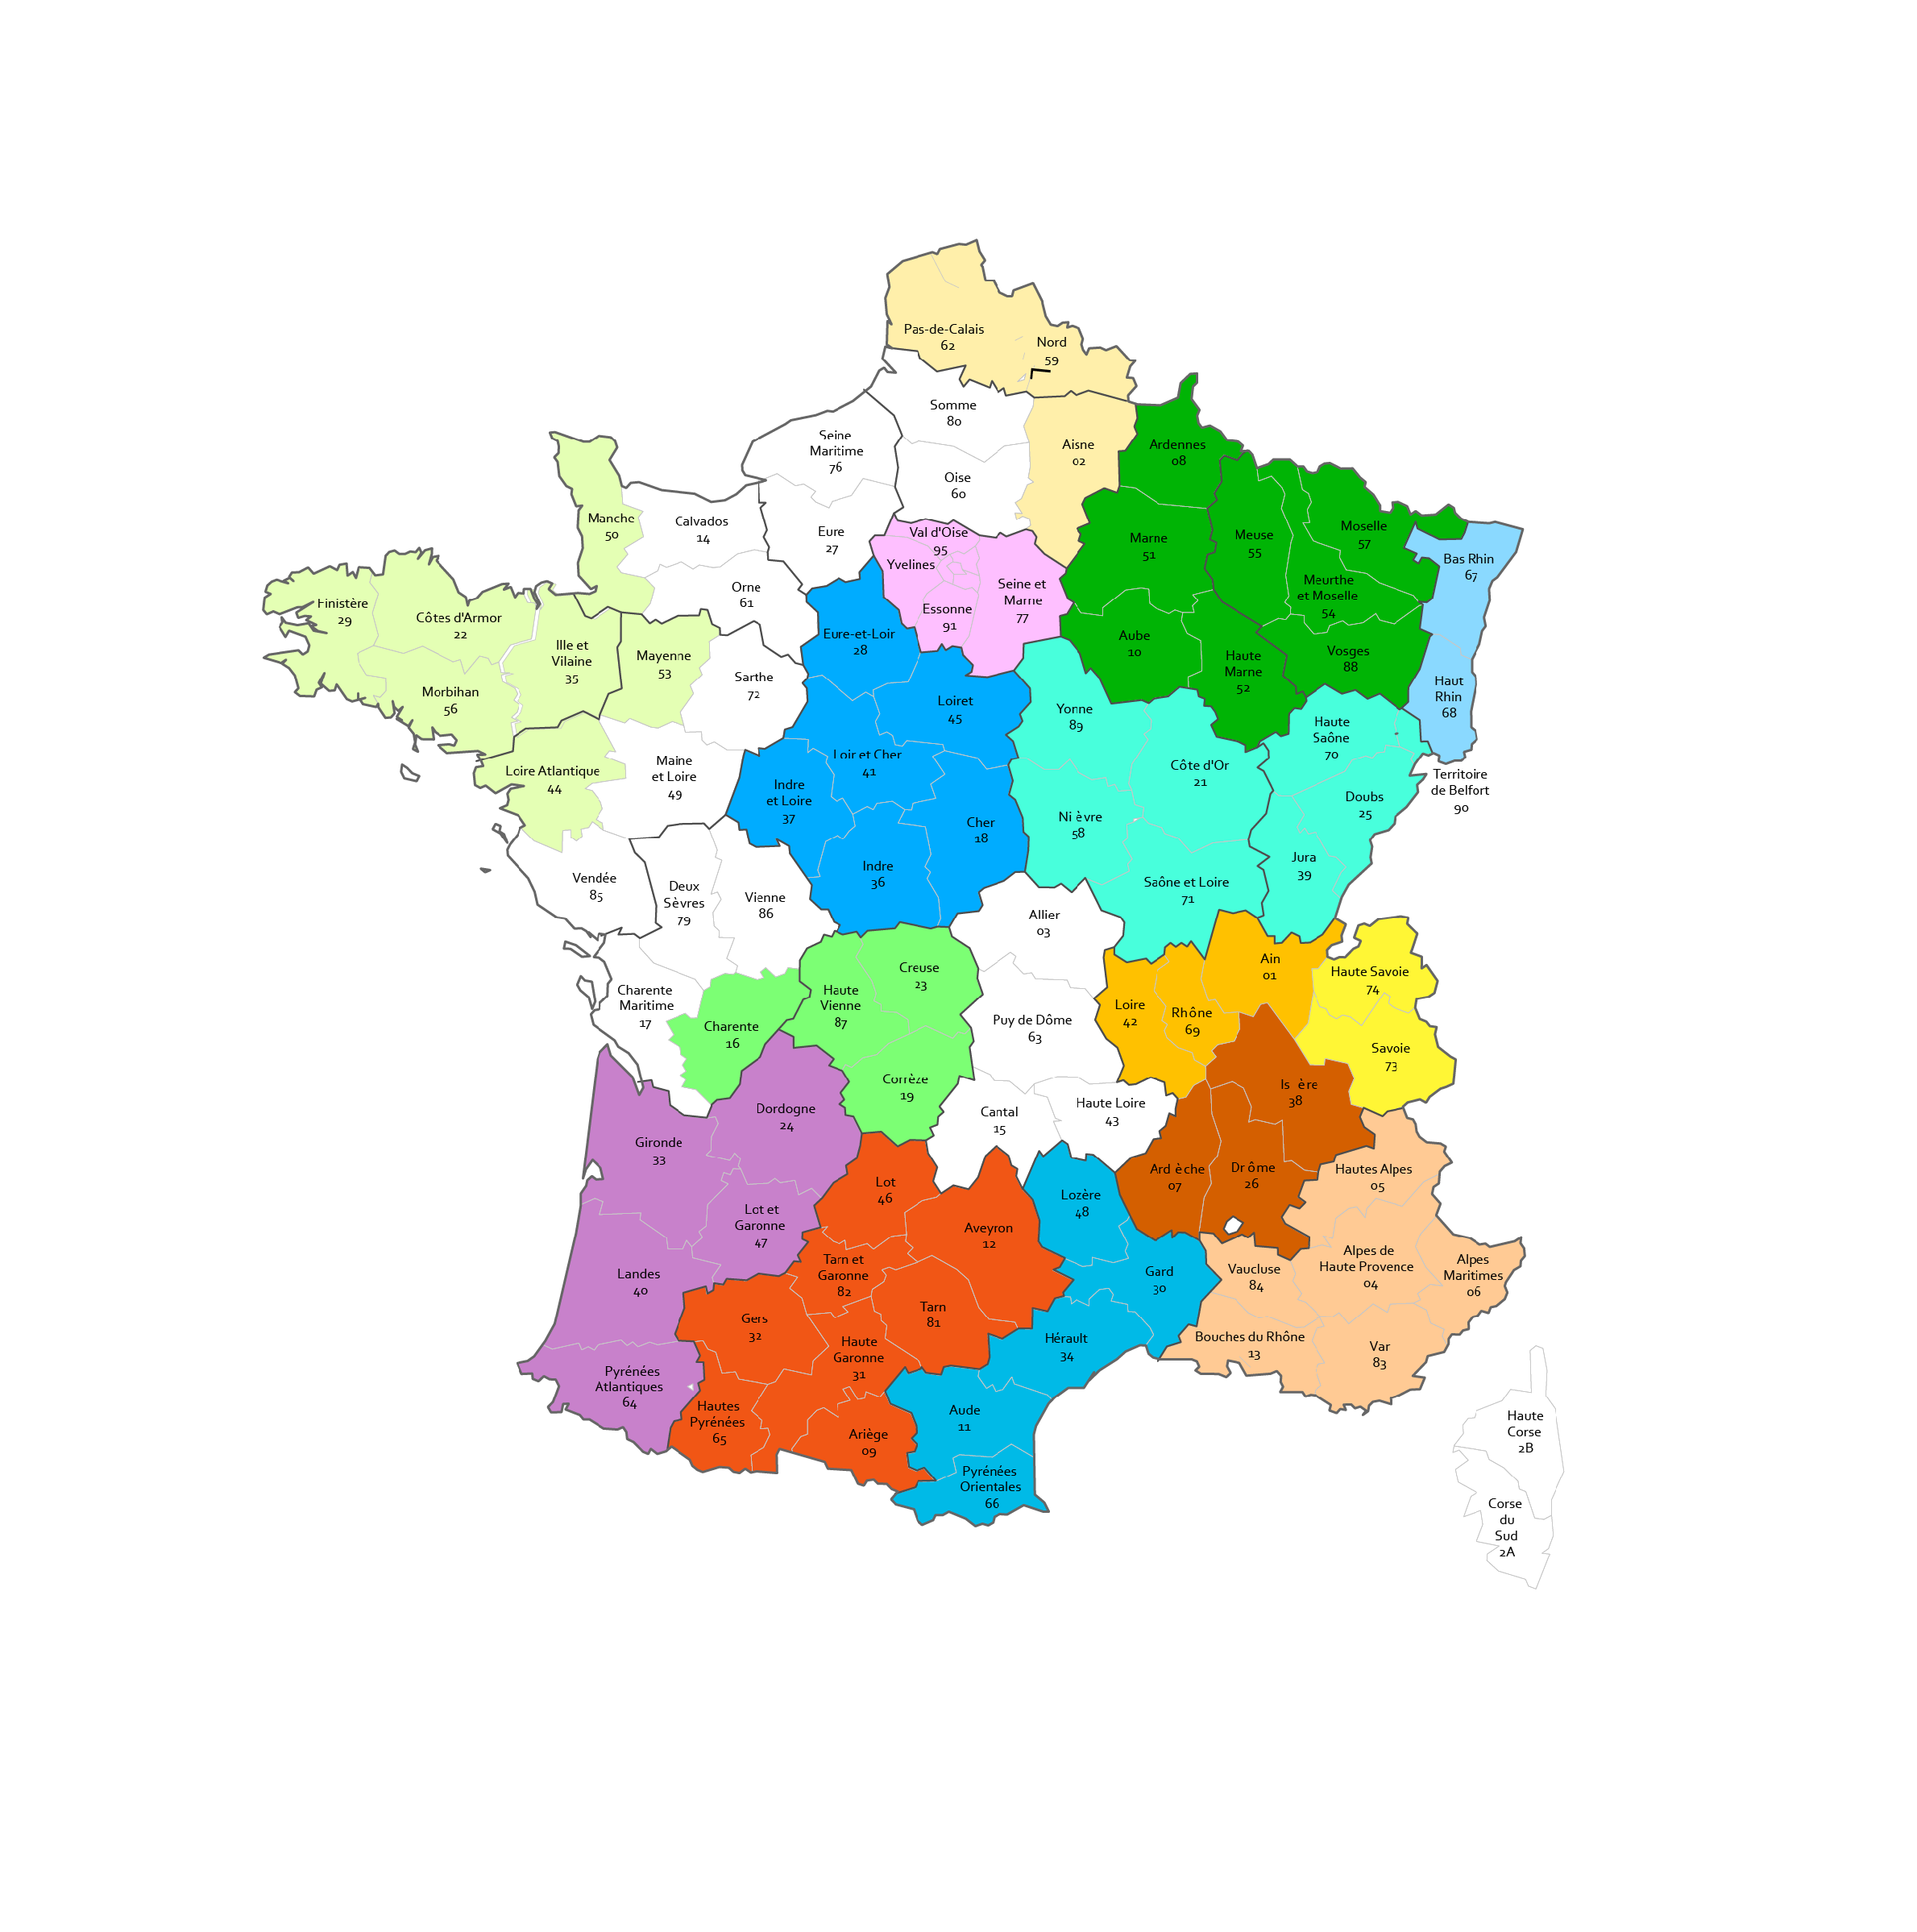 Pas-de-Calais
62
Nord
59
Somme
80
Aisne
02
Ardennes
08
Seine
Maritime
76
Oise
60
Manche
50
Calvados
14
Eure
27
Val d'Oise
95
Yvelines
Seine et
Marne
77
Essonne
91
Marne
51
Meuse
55
Moselle
57
Meurthe
et Moselle
54
Bas Rhin
67
Finistère
29
Côtes d'Armor
22
Orne
61
Ille et
Vilaine
35
Mayenne
53
Sarthe
72
Eure-et-Loir
28
Aube
10
Haute
Marne
52
Vosges
88
Haut
Rhin
68
Morbihan
56
Loiret
45
Yonne
89
Haute
Saône
70
Loire Atlantique
44
Maine
et Loire
49
Loir et Cher
41
Indre
et Loire
37
Côte d'Or
21
Territoire
de Belfort
90
Doubs
25
Cher
18
Ni èvre
58
Vendée
85
Deux
Sèvres
79
Vienne
86
Indre
36
Saône et Loire
71
Jura
39
Allier
03
Creuse
23
Haute
Vienne
87
Ain
01
Haute Savoie
74
Charente
Maritime
17
Charente
16
Puy de Dôme
63
Loire
42
Rhône
69
Savoie
73
Corrèze
19
Is ère
38
Dordogne
24
Cantal
15
Haute Loire
43
Gironde
33
Lot
46
Lozère
48
Ard èche
07
Dr ôme
26
Hautes Alpes
05
Lot et
Garonne
47
Aveyron
12
Landes
40
Tarn et
Garonne
82
Gard
30
Vaucluse
84
Alpes de
Haute Provence
04
Alpes
Maritimes
06
Gers
32
Tarn
81
Haute
Garonne
31
Hérault
34
Bouches du Rhône
13
Var
83
Pyrénées
Atlantiques
64
Hautes
Pyrénées
65
Ariège
09
Aude
11
Pyrénées
Orientales
66
Haute
Corse
2B
Corse
du
Sud
2A